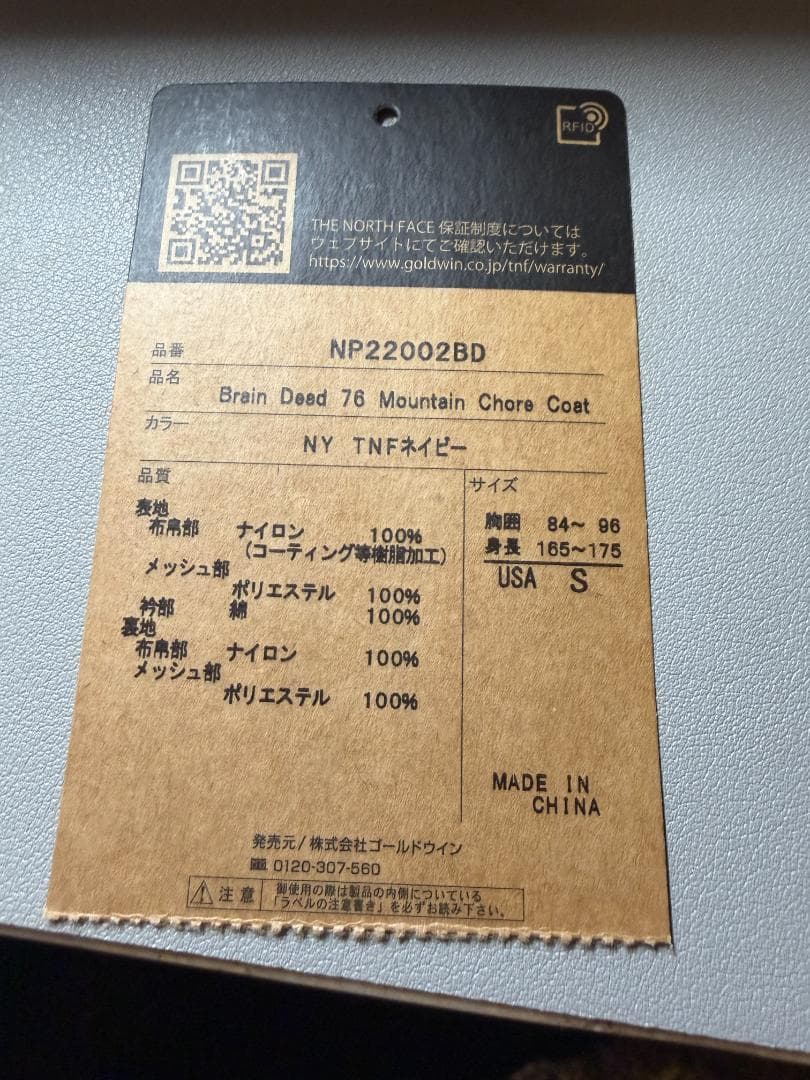 RFID
THE NORTH FACE 保証制度については
ウェブサイトにてご確認いただけます。
https://www.goldwin.co.jp/tnf/warranty/
品番 NP22002BD
品名 Brain Dead 76 Mountain Chore Coat
カラー NY TNFネイビー
品質
表地
布帛部 ナイロン 100%
(コーティング等樹脂加工)
メッシュ部
ポリエステル 100%
衿部 綿 100%
裏地
布帛部 ナイロン 100%
メッシュ部
ポリエステル 100%
サイズ
胸囲 84～ 96
身長 165～175
USA S
MADE IN
CHINA
発売元/株式会社ゴールドウイン
0120-307-560
注意
御使用の際は製品の内側についている
「ラベルの注意書き」を必ずお読み下さい。